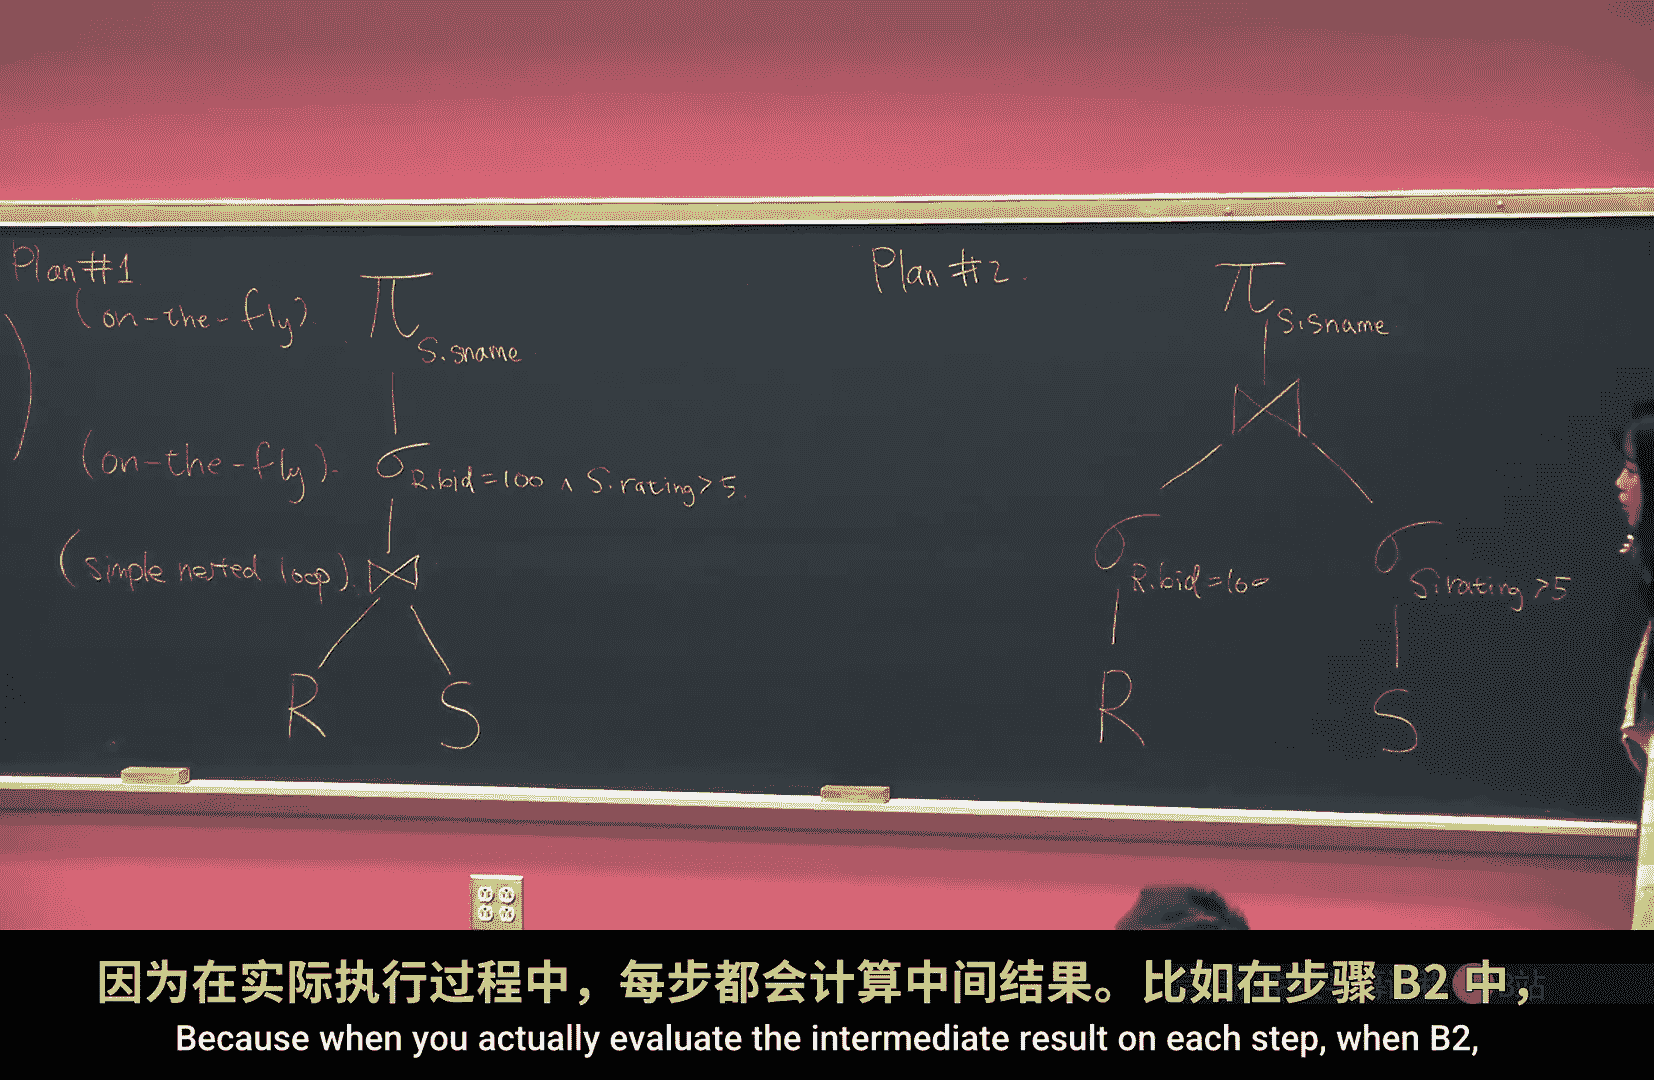 Plan #1
(on-the-fly) π S.sname
(on-the-fly). σ R.bid=100 ∧ S.rating>5.
(simple nested loop). ⋈
R S
Plan #2.
π S.sname
⋈
σ R.bid=100 σ S.rating>5
R S
因为在实际执行过程中，每步都会计算中间结果。比如在步骤 B2 中，
Because when you actually evaluate the intermediate result on each step, when B2,